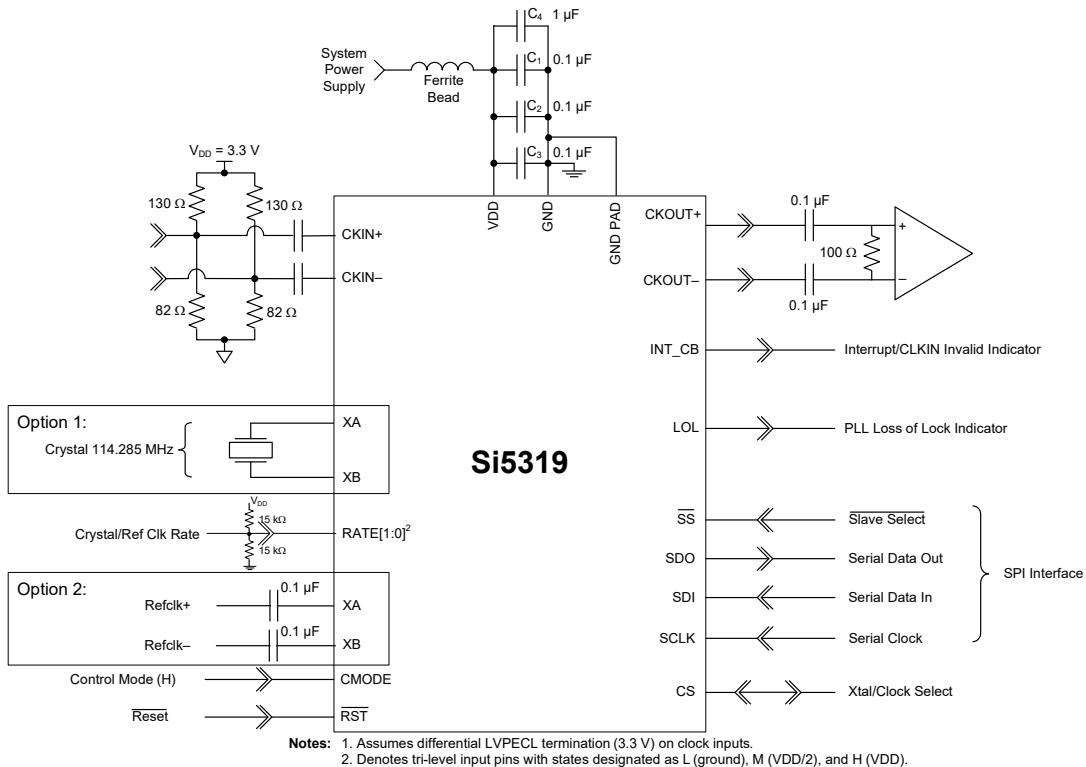 C4 1 µF
System
Power
Supply
Ferrite
Bead
C1 0.1 µF
C2 0.1 µF
C3 0.1 µF
VDD = 3.3 V
130 Ω
130 Ω
82 Ω
82 Ω
VDD
GND
GND PAD
CKIN+
CKIN–
CKOUT+
CKOUT–
0.1 µF
100 Ω
0.1 µF
+
–
INT_CB
Interrupt/CLKIN Invalid Indicator
Option 1:
Crystal 114.285 MHz
XA
XB
LOL
PLL Loss of Lock Indicator
Si5319
VDD
15 kΩ
15 kΩ
Crystal/Ref Clk Rate
RATE[1:0]2
SS
Slave Select
SDO
Serial Data Out
SDI
Serial Data In
SCLK
Serial Clock
SPI Interface
Option 2:
Refclk+
0.1 µF
XA
Refclk–
0.1 µF
XB
Control Mode (H)
CMODE
Reset
RST
CS
Xtal/Clock Select
Notes: 1. Assumes differential LVPECL termination (3.3 V) on clock inputs.
2. Denotes tri-level input pins with states designated as L (ground), M (VDD/2), and H (VDD).